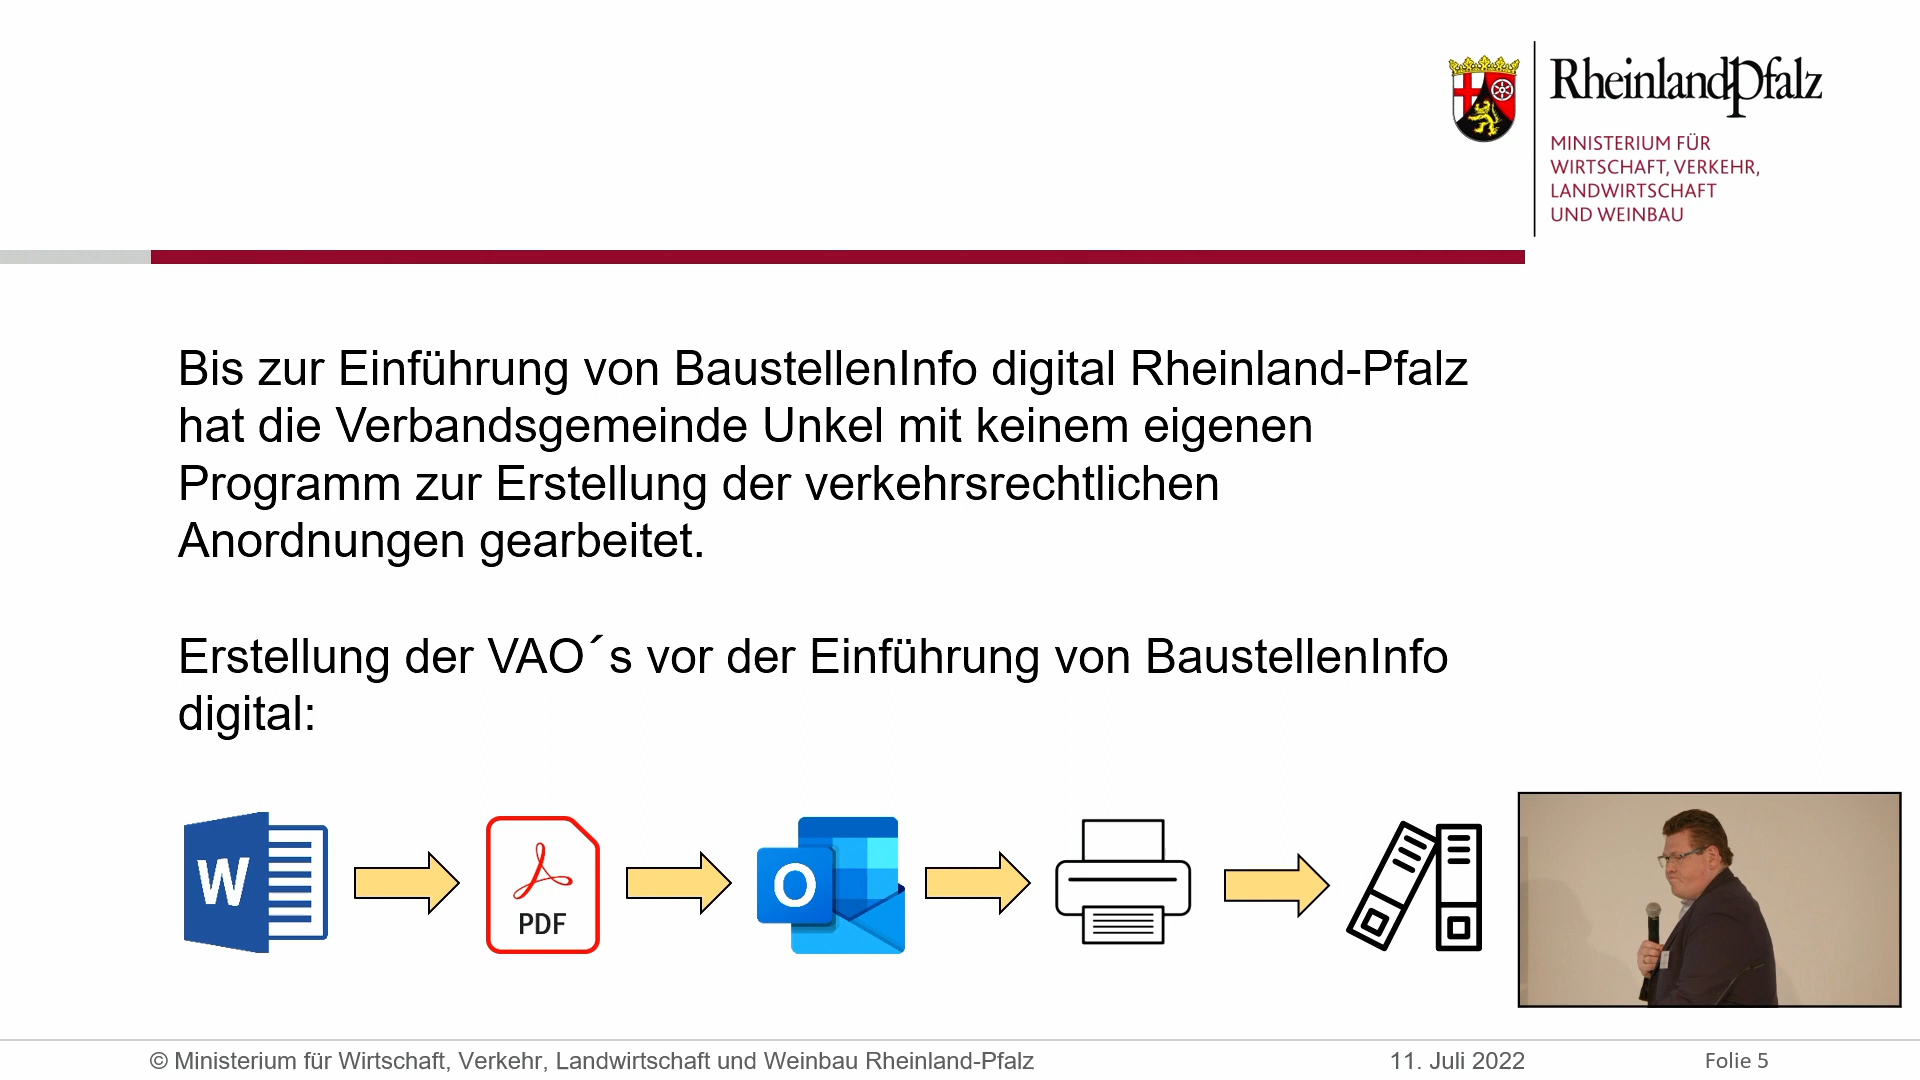 RheinlandPfalz
MINISTERIUM FÜR
WIRTSCHAFT, VERKEHR,
LANDWIRTSCHAFT
UND WEINBAU
Bis zur Einführung von BaustellenInfo digital Rheinland-Pfalz
hat die Verbandsgemeinde Unkel mit keinem eigenen
Programm zur Erstellung der verkehrsrechtlichen
Anordnungen gearbeitet.
Erstellung der VAO´s vor der Einführung von BaustellenInfo
digital:
W
PDF
O
© Ministerium für Wirtschaft, Verkehr, Landwirtschaft und Weinbau Rheinland-Pfalz
11. Juli 2022
Folie 5